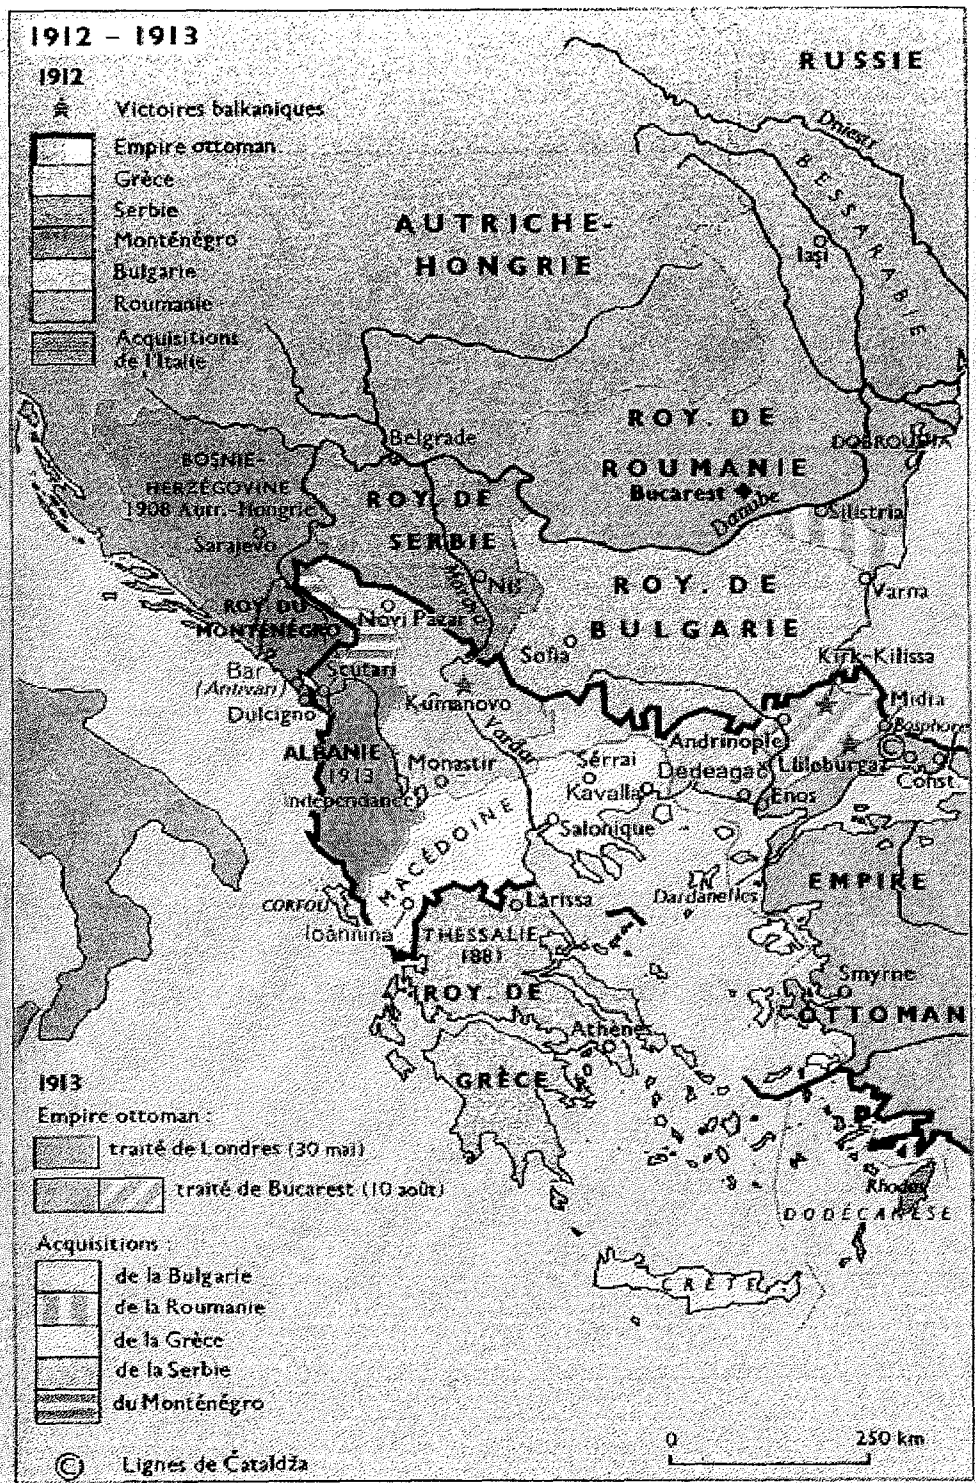 1912 – 1913
1912
Victoires balkaniques
Empire ottoman
Grèce
Serbie
Monténégro
Bulgarie
Roumanie
Acquisitions
de l'Italie
RUSSIE
Dniestr
BESSARABIE
Iaşi
AUTRICHE-
HONGRIE
ROY. DE
ROUMANIE
Bucarest
DOBROUDJA
Danube
Silistria
Belgrade
BOSNIE-
HERZÉGOVINE
1908 Autr.-Hongrie
Sarajevo
ROY. DE
SERBIE
Niš
Novi Pazar
ROY. DU
MONTÉNÉGRO
ROY. DE
BULGARIE
Varna
Sofia
Kirk-Kilissa
Bar
(Antivari)
Scutari
Dulcigno
Kumanovo
Vardar
Midia
Bosphore
©
Const
Andrinople
Lüleburgaz
ALBANIE
1913
indépendance
Monastir
Sérrai
Dedeagač
Kavalla
Enos
MACÉDOINE
Salonique
Dardanelles
EMPIRE
OTTOMAN
CORFOU
Ioánnina
Lárissa
THESSALIE
1881
ROY. DE
GRÈCE
Athènes
Smyrne
Rhodes
DODÉCANÈSE
CRÈTE
1913
Empire ottoman :
traité de Londres (30 mai)
traité de Bucarest (10 août)
Acquisitions :
de la Bulgarie
de la Roumanie
de la Grèce
de la Serbie
du Monténégro
© Lignes de Čataldža
0 250 km